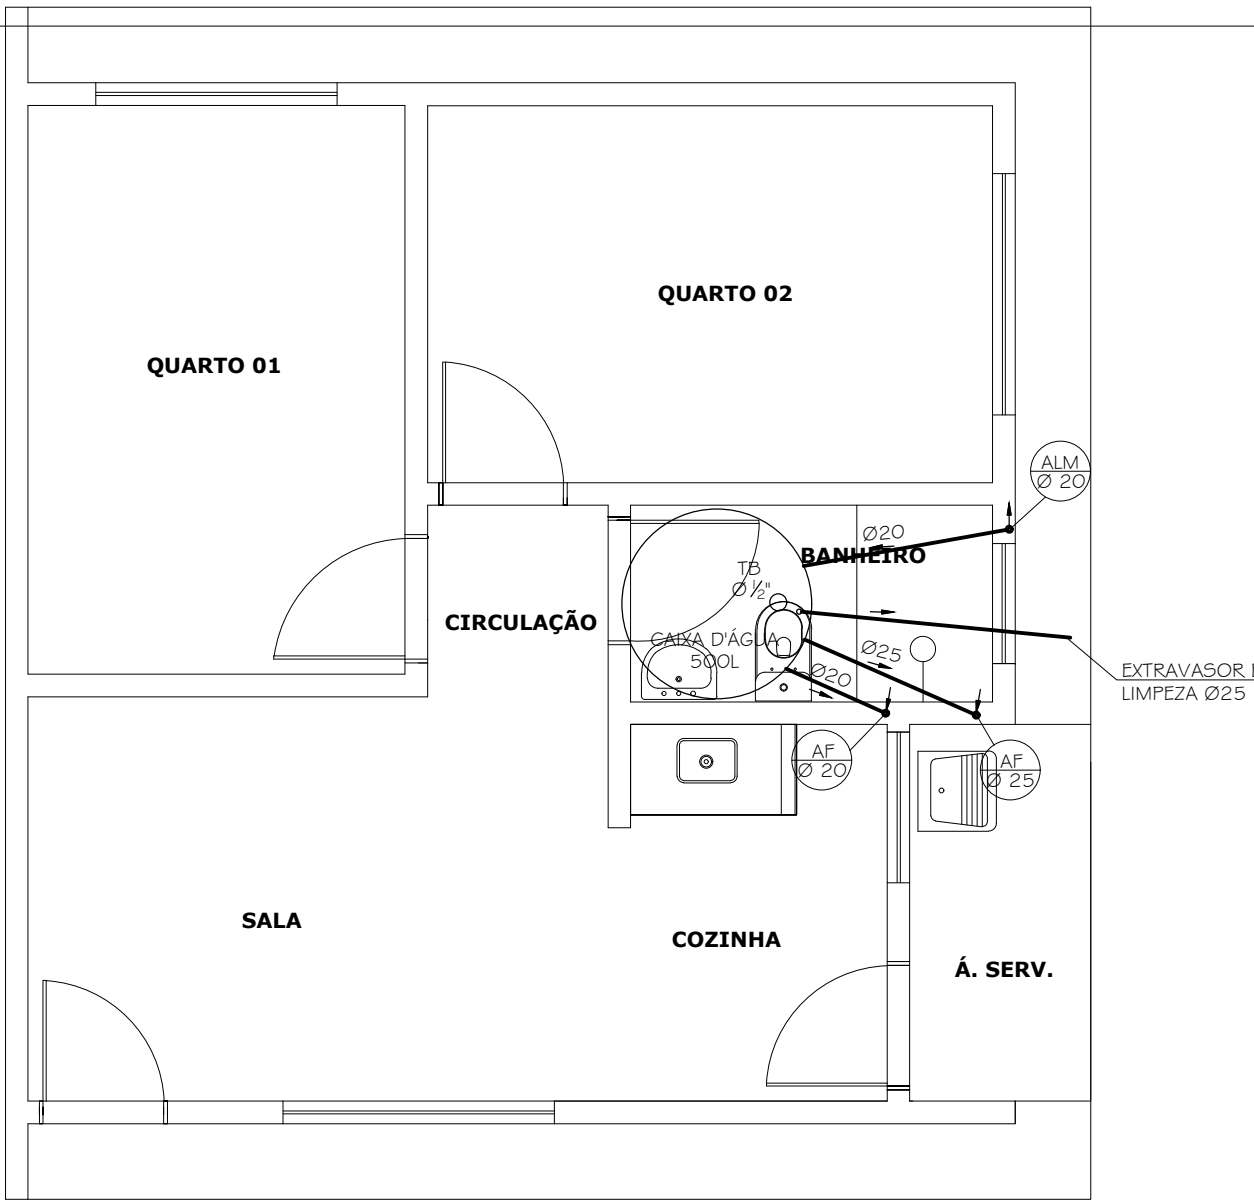 QUARTO 02
QUARTO 01
ALM
Ø 20
Ø20
BANHEIRO
TB
Ø ½"
CIRCULAÇÃO
CAIXA D'ÁGUA
500L
Ø25
Ø20
EXTRAVASOR E
LIMPEZA Ø25
AF
Ø 20
AF
Ø 25
SALA
COZINHA
Á. SERV.